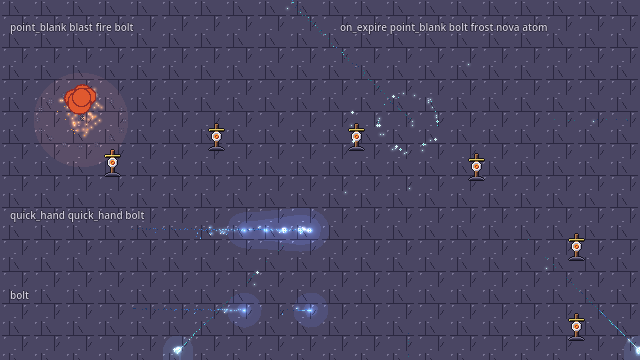 point_blank blast fire bolt
on_expire point_blank bolt frost nova atom
quick_hand quick_hand bolt
bolt